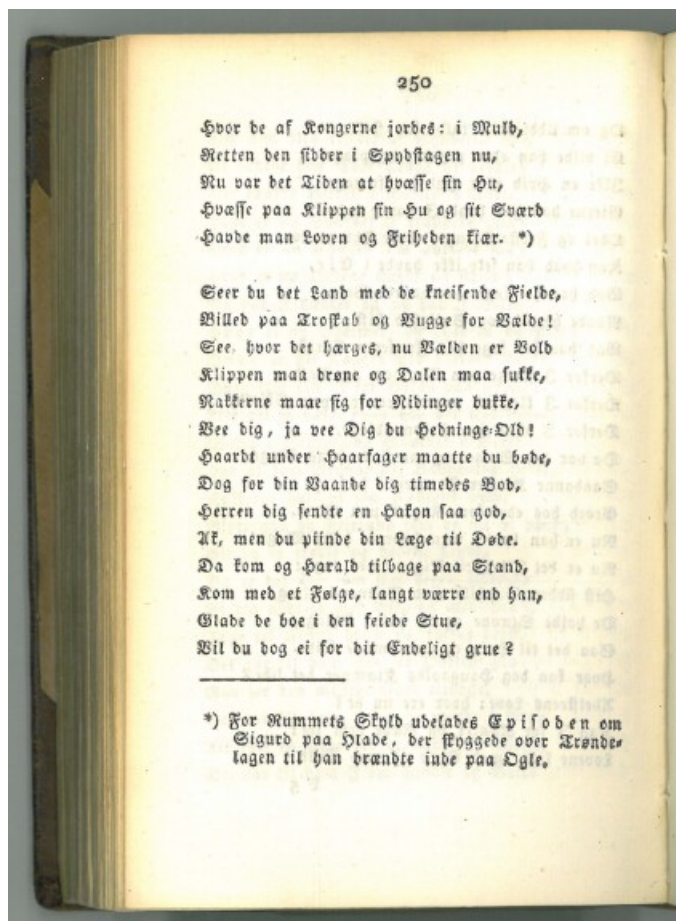 250
Hvor de af Kongerne jordes: i Muld,
Retten den sidder i Spydstagen nu,
Nu var det Tiden at hvæsse sin Hu,
Hvæsse paa Klippen sin Hu og sit Sværd
Havde man Loven og Friheden kiær. *)
Seer du det Land med de kneisende Fielde,
Billed paa Troskab og Vugge for Vælde!
See hvor det hærges, nu Vælden er Vold
Klippen maa drøne og Dalen maa sukke,
Nakkerne maae sig for Nidinger bukke,
Vee dig, ja vee Dig du Hedninge-Old!
Haardt under Haarfager maatte du bøde,
Dog for din Vaande dig timedes Bod,
Herren dig sendte en Hakon saa god,
Ak, men du piinde din Læge til Døde.
Da kom og Harald tilbage paa Stand,
Kom med et Følge, langt værre end han,
Glade de boe i den feiede Stue,
Vil du dog ei for dit Endeligt grue?
*) For Rummets Skyld udelades Episoden om
Sigurd paa Hlade, der skyggede over Trønde-
lagen til han brændte inde paa Ogle.